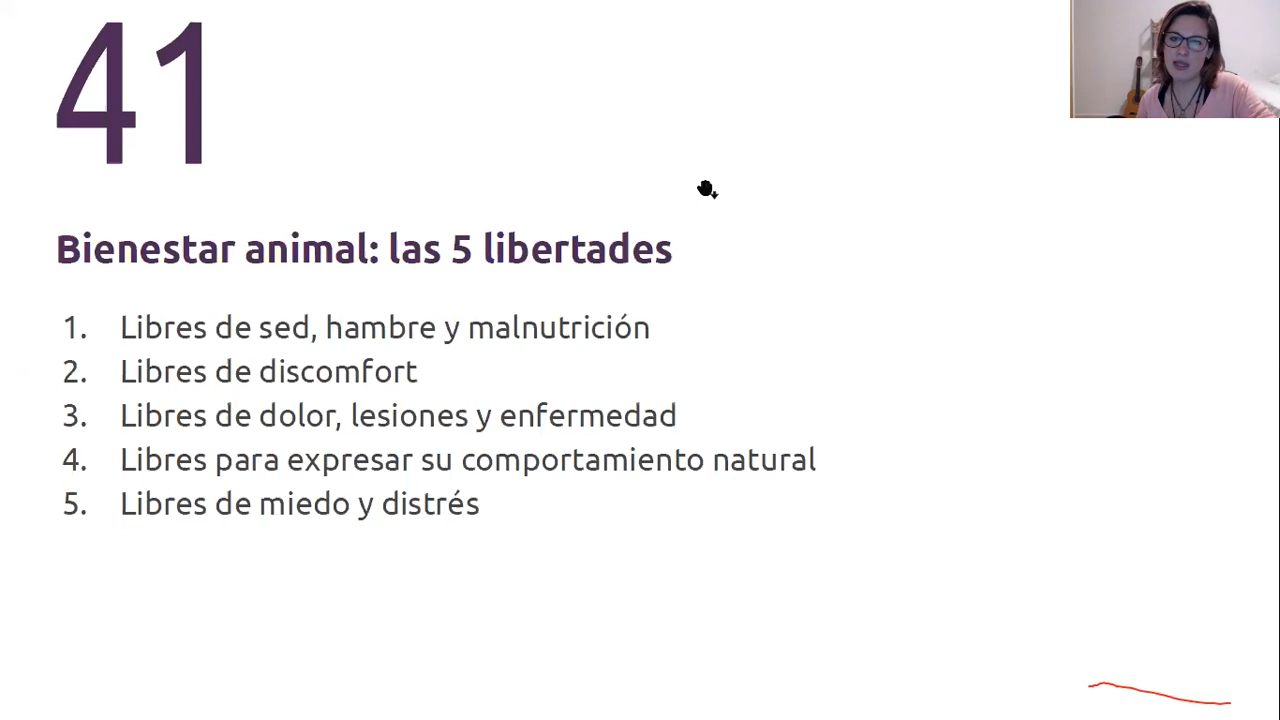 41
Bienestar animal: las 5 libertades
1. Libres de sed, hambre y malnutrición
2. Libres de discomfort
3. Libres de dolor, lesiones y enfermedad
4. Libres para expresar su comportamiento natural
5. Libres de miedo y distrés